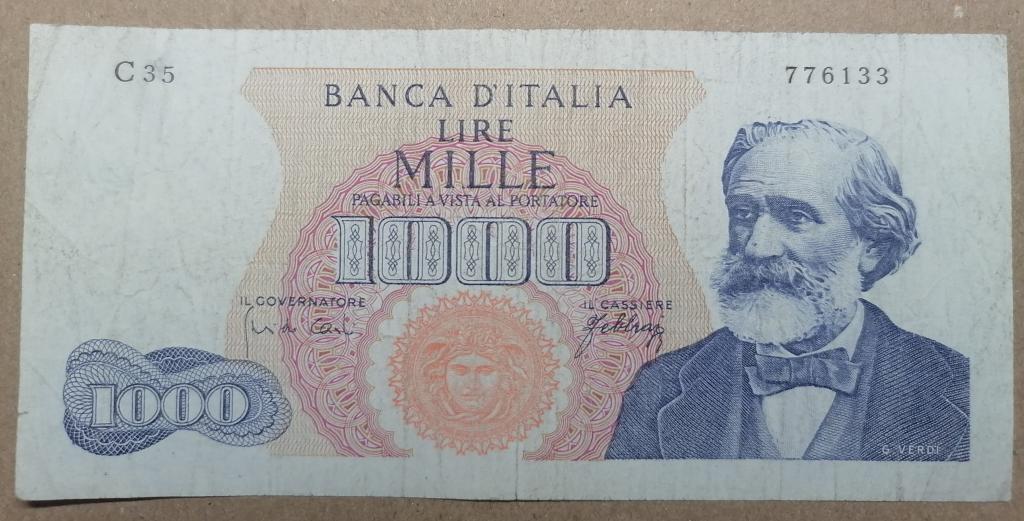 C 35
776133
BANCA D'ITALIA
LIRE
MILLE
PAGABILI A VISTA AL PORTATORE
1000
IL GOVERNATORE
IL CASSIERE
1000
G. VERDI